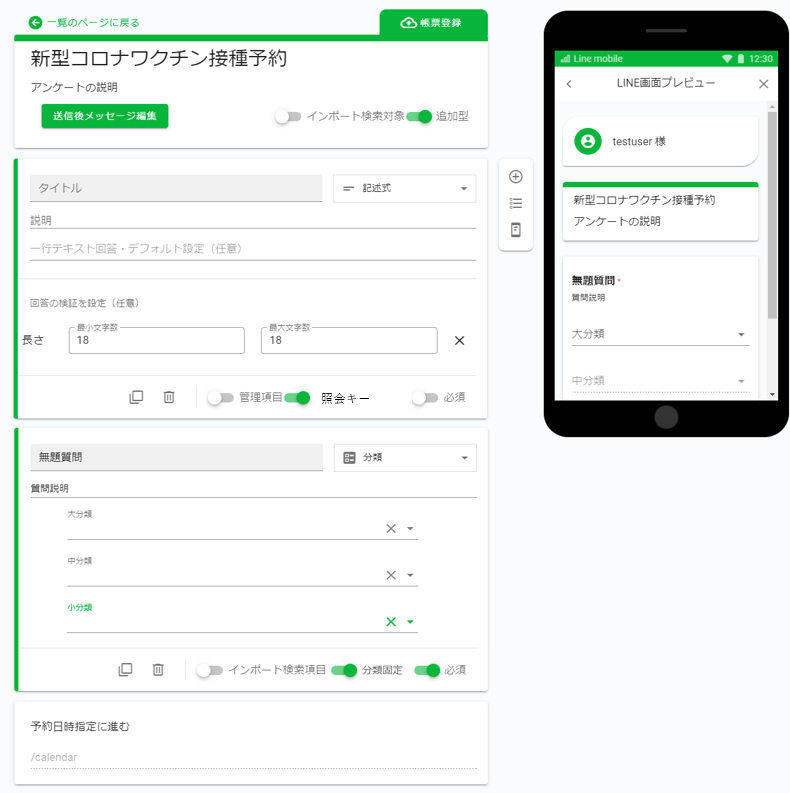 一覧のページに戻る
帳票登録
新型コロナワクチン接種予約
アンケートの説明
送信後メッセージ編集
インポート検索対象 追加型
タイトル
記述式
説明
一行テキスト回答・デフォルト設定（任意）
回答の検証を設定（任意）
長さ
最小文字数
18
最大文字数
18
管理項目 照会キー 必須
無題質問
分類
質問説明
大分類
中分類
小分類
インポート検索項目 分類固定 必須
予約日時指定に進む
/calendar
Line mobile 12:30
LINE画面プレビュー
testuser 様
新型コロナワクチン接種予約
アンケートの説明
無題質問*
質問説明
大分類
中分類